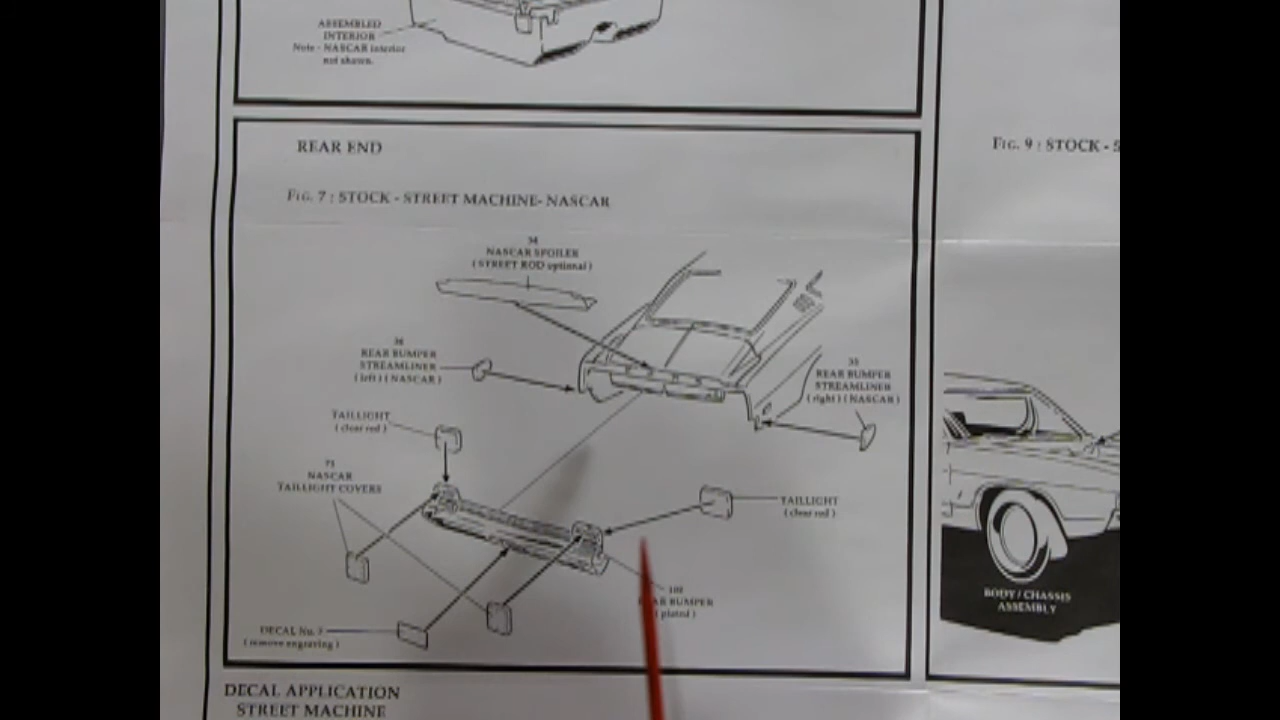 ASSEMBLED
INTERIOR
Note - NASCAR interior
not shown.
REAR END
FIG. 7 : STOCK - STREET MACHINE- NASCAR
34
NASCAR SPOILER
( STREET ROD optional )
36
REAR BUMPER
STREAMLINER
( left ) ( NASCAR )
35
REAR BUMPER
STREAMLINER
( right ) ( NASCAR )
TAILLIGHT
( clear red )
73
NASCAR
TAILLIGHT COVERS
TAILLIGHT
( clear red )
BUMPER
plated )
DECAL No. 7
( remove engraving )
DECAL APPLICATION
STREET MACHINE
FIG. 9 : STOCK -
BODY / CHASSIS
ASSEMBLY